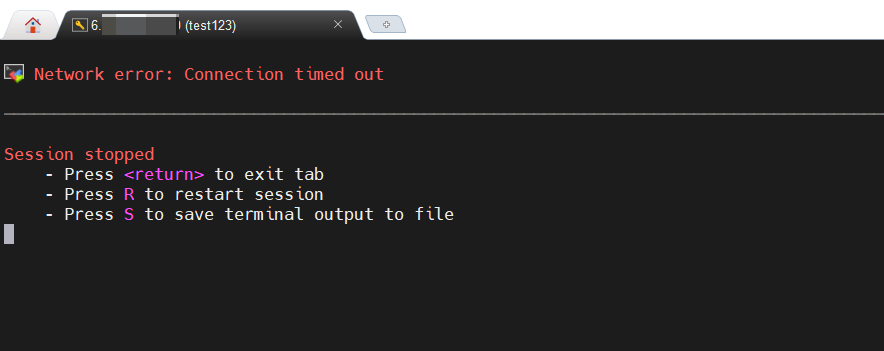 6. (test123)
Network error: Connection timed out
Session stopped
- Press <return> to exit tab
- Press R to restart session
- Press S to save terminal output to file